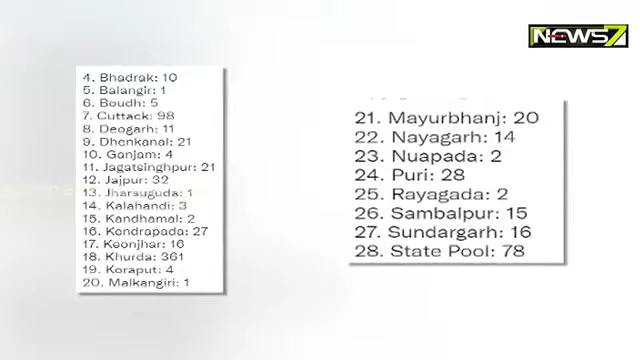 NEWS7
4. Bhadrak: 10
5. Balangir: 1
6. Boudh: 5
7. Cuttack: 98
8. Deogarh: 11
9. Dhenkanal: 21
10. Ganjam: 4
11. Jagatsinghpur: 21
12. Jajpur: 32
13. Jharsuguda: 1
14. Kalahandi: 3
15. Kandhamal: 2
16. Kendrapada: 27
17. Keonjhar: 16
18. Khurda: 361
19. Koraput: 4
20. Malkangiri: 1
21. Mayurbhanj: 20
22. Nayagarh: 14
23. Nuapada: 2
24. Puri: 28
25. Rayagada: 2
26. Sambalpur: 15
27. Sundargarh: 16
28. State Pool: 78